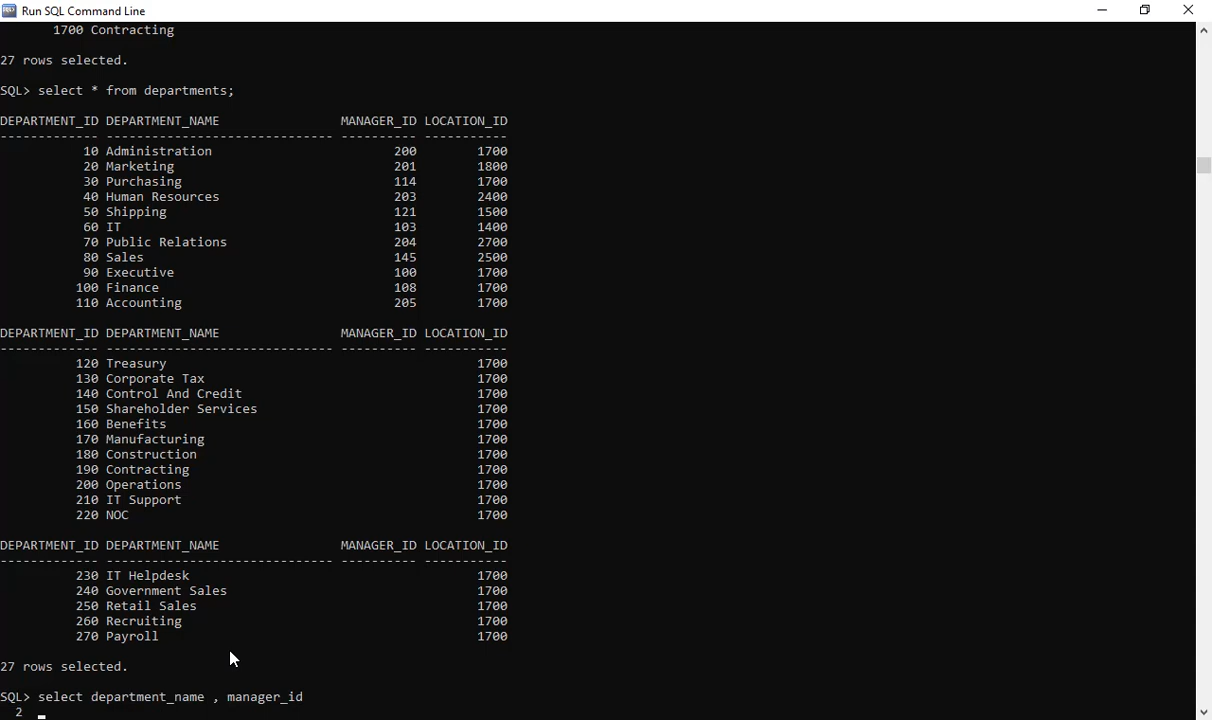 Run SQL Command Line
1700 Contracting
27 rows selected.
SQL> select * from departments;
DEPARTMENT_ID DEPARTMENT_NAME MANAGER_ID LOCATION_ID
------------- ------------------------------ ---------- -----------
10 Administration 200 1700
20 Marketing 201 1800
30 Purchasing 114 1700
40 Human Resources 203 2400
50 Shipping 121 1500
60 IT 103 1400
70 Public Relations 204 2700
80 Sales 145 2500
90 Executive 100 1700
100 Finance 108 1700
110 Accounting 205 1700
DEPARTMENT_ID DEPARTMENT_NAME MANAGER_ID LOCATION_ID
------------- ------------------------------ ---------- -----------
120 Treasury 1700
130 Corporate Tax 1700
140 Control And Credit 1700
150 Shareholder Services 1700
160 Benefits 1700
170 Manufacturing 1700
180 Construction 1700
190 Contracting 1700
200 Operations 1700
210 IT Support 1700
220 NOC 1700
DEPARTMENT_ID DEPARTMENT_NAME MANAGER_ID LOCATION_ID
------------- ------------------------------ ---------- -----------
230 IT Helpdesk 1700
240 Government Sales 1700
250 Retail Sales 1700
260 Recruiting 1700
270 Payroll 1700
27 rows selected.
SQL> select department_name , manager_id
2